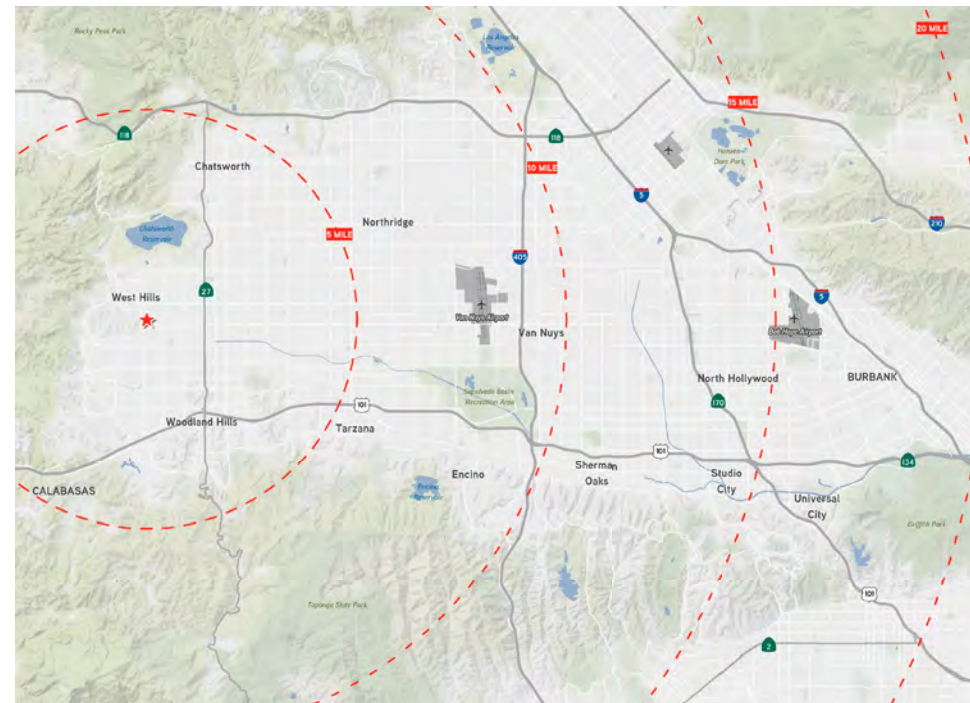 Rocky Peak Park
Los Angeles
Reservoir
20 MILE
15 MILE
118
118
Hansen
Dam Park
Chatsworth
10 MILE
5
Northridge
210
Chatsworth
Reservoir
5 MILE
405
27
West Hills
5
Van Nuys Airport
Bob Hope Airport
Van Nuys
North Hollywood
BURBANK
Sepulveda Basin
Recreation Area
101
170
Woodland Hills
Tarzana
101
134
Sherman
Oaks
Encino
Studio
City
CALABASAS
Encino
Reservoir
Universal
City
Griffith Park
101
Topanga State Park
2